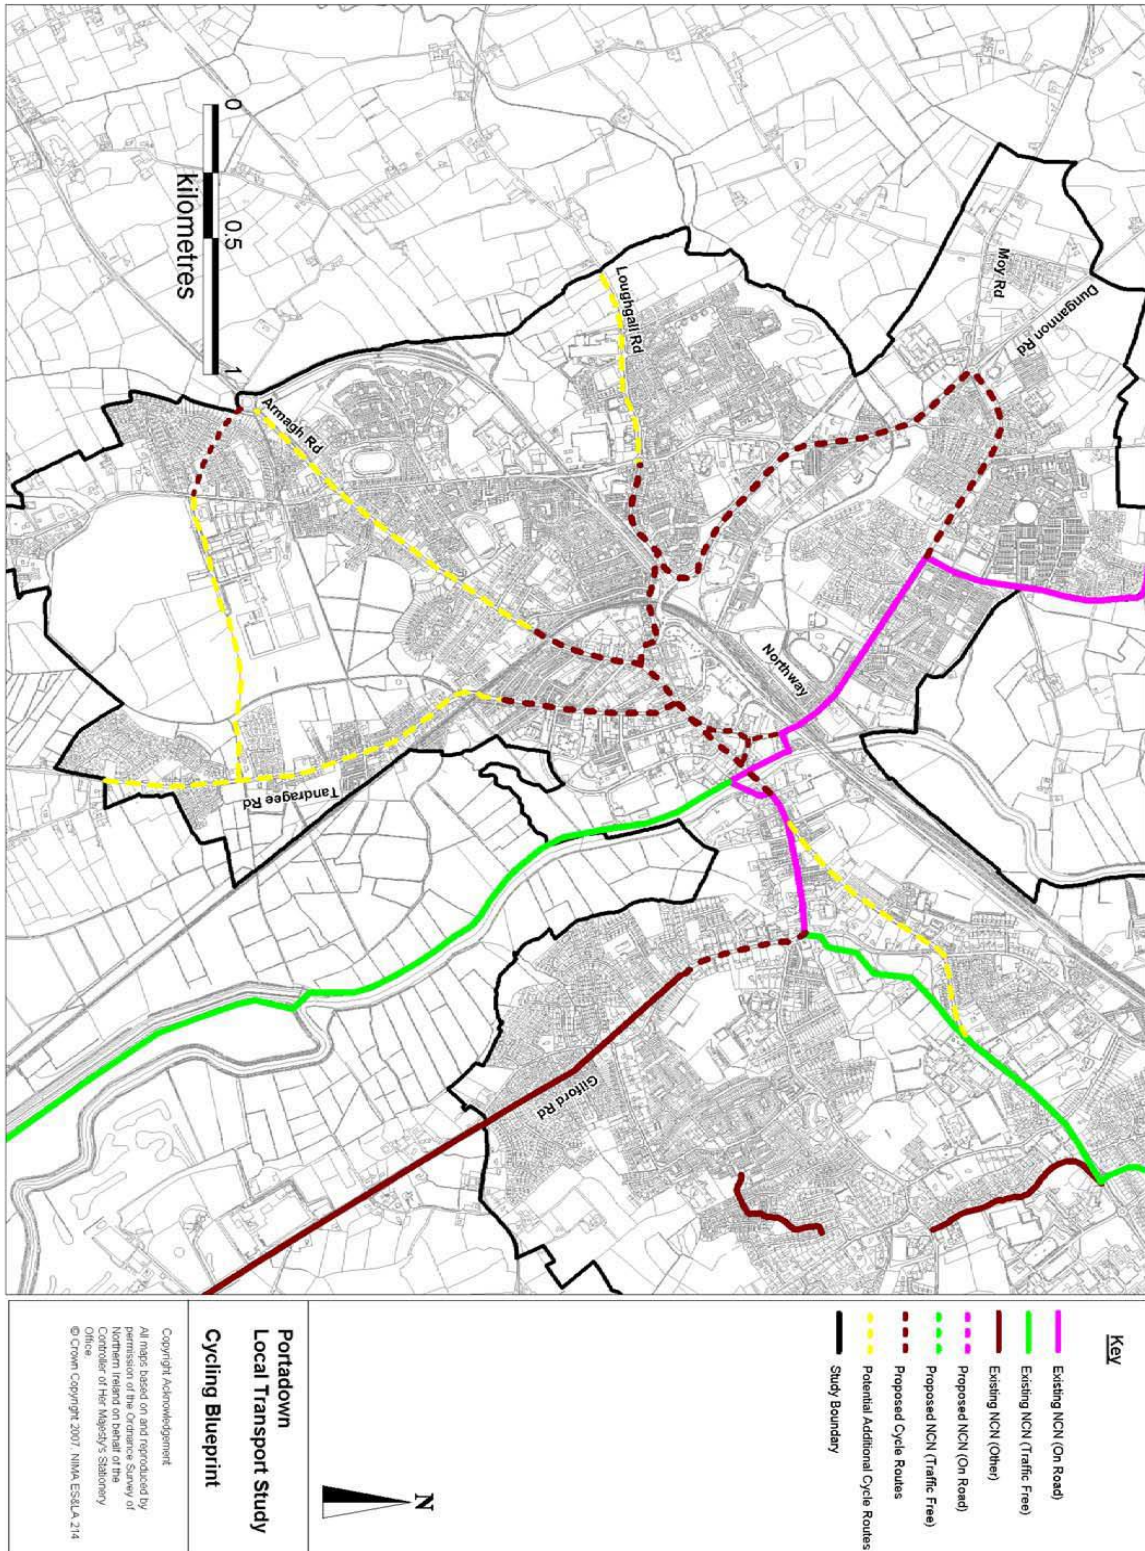 Moy Rd
Dungannon Rd
Loughgall Rd
Northway
Armagh Rd
Tandragee Rd
Gilford Rd
0
0.5
1
kilometres
Key
Existing NCN (On Road)
Existing NCN (Traffic Free)
Existing NCN (Other)
Proposed NCN (On Road)
Proposed NCN (Traffic Free)
Proposed Cycle Routes
Potential Additional Cycle Routes
Study Boundary
N
Portadown
Local Transport Study
Cycling Blueprint
Copyright Acknowledgement
All maps based on and reproduced by
permission of the Ordnance Survey of
Northern Ireland on behalf of the
Controller of Her Majesty's Stationery
Office.
© Crown Copyright 2007. NIMA ES&LA 214